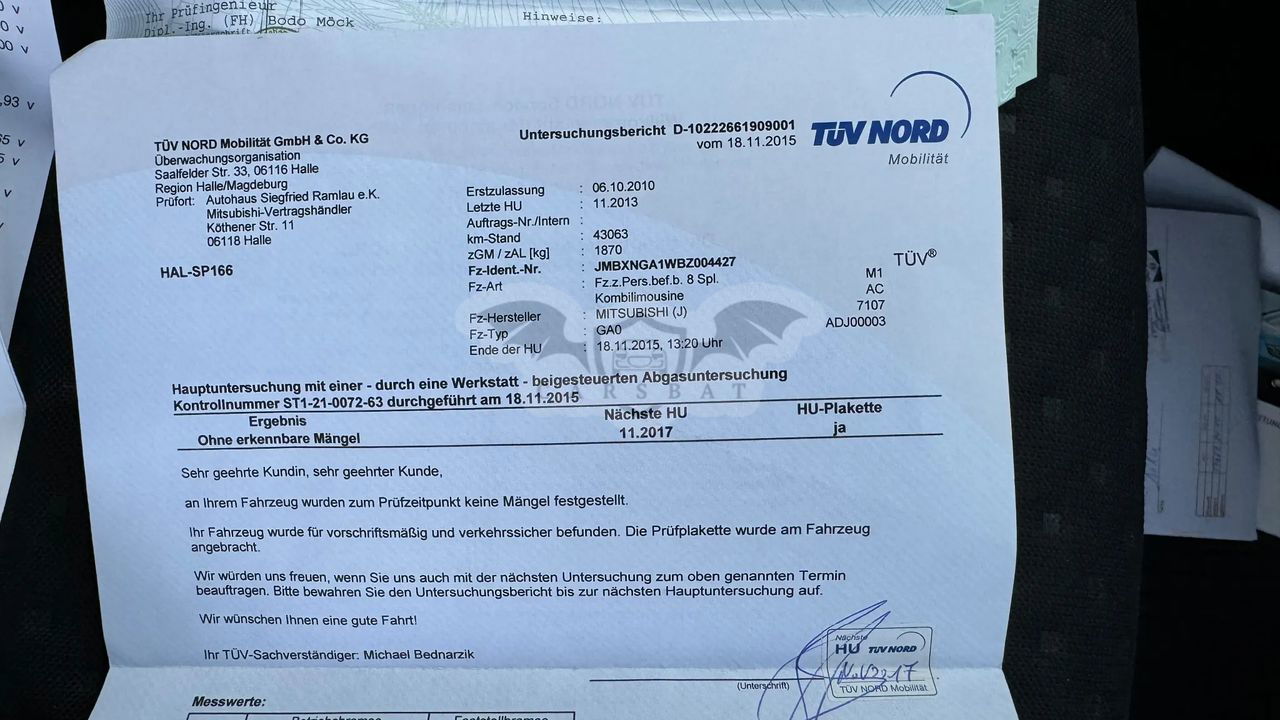 Ihr Prüfingenieur
Dipl.-Ing. (FH) Bodo Möck
Hinweise:
,93 v
TÜV NORD Mobilität GmbH & Co. KG
Überwachungsorganisation
Saalfelder Str. 33, 06116 Halle
Region Halle/Magdeburg
Prüfort: Autohaus Siegfried Ramlau e.K.
Mitsubishi-Vertragshändler
Köthener Str. 11
06118 Halle
HAL-SP166
Untersuchungsbericht D-10222661909001
vom 18.11.2015
TÜV NORD
Mobilität
Erstzulassung : 06.10.2010
Letzte HU : 11.2013
Auftrags-Nr./Intern :
km-Stand : 43063
zGM / zAL [kg] : 1870
Fz-Ident.-Nr. : JMBXNGA1WBZ004427
Fz-Art : Fz.z.Pers.bef.b. 8 Spl. M1
Kombilimousine AC
Fz-Hersteller : MITSUBISHI (J) 7107
Fz-Typ : GA0 ADJ00003
Ende der HU : 18.11.2015, 13:20 Uhr
TÜV®
CARSBAT
Hauptuntersuchung mit einer - durch eine Werkstatt - beigesteuerten Abgasuntersuchung
Kontrollnummer ST1-21-0072-63 durchgeführt am 18.11.2015
Ergebnis Nächste HU HU-Plakette
Ohne erkennbare Mängel 11.2017 ja
Sehr geehrte Kundin, sehr geehrter Kunde,
an Ihrem Fahrzeug wurden zum Prüfzeitpunkt keine Mängel festgestellt.
Ihr Fahrzeug wurde für vorschriftsmäßig und verkehrssicher befunden. Die Prüfplakette wurde am Fahrzeug
angebracht.
Wir würden uns freuen, wenn Sie uns auch mit der nächsten Untersuchung zum oben genannten Termin
beauftragen. Bitte bewahren Sie den Untersuchungsbericht bis zur nächsten Hauptuntersuchung auf.
Wir wünschen Ihnen eine gute Fahrt!
Ihr TÜV-Sachverständiger: Michael Bednarzik
(Unterschrift)
Nächste
HU TÜV NORD
Nov 2017
TÜV NORD Mobilität
Messwerte:
Betriebsbremse Feststellbremse